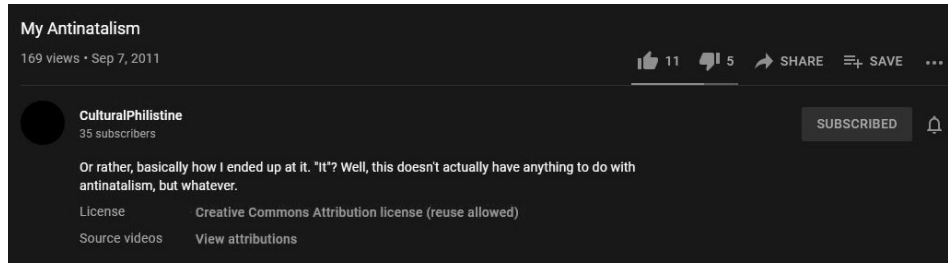 My Antinatalism
169 views • Sep 7, 2011
11 5 SHARE SAVE
CulturalPhilistine
35 subscribers
SUBSCRIBED
Or rather, basically how I ended up at it. "It"? Well, this doesn't actually have anything to do with
antinatalism, but whatever.
License Creative Commons Attribution license (reuse allowed)
Source videos View attributions